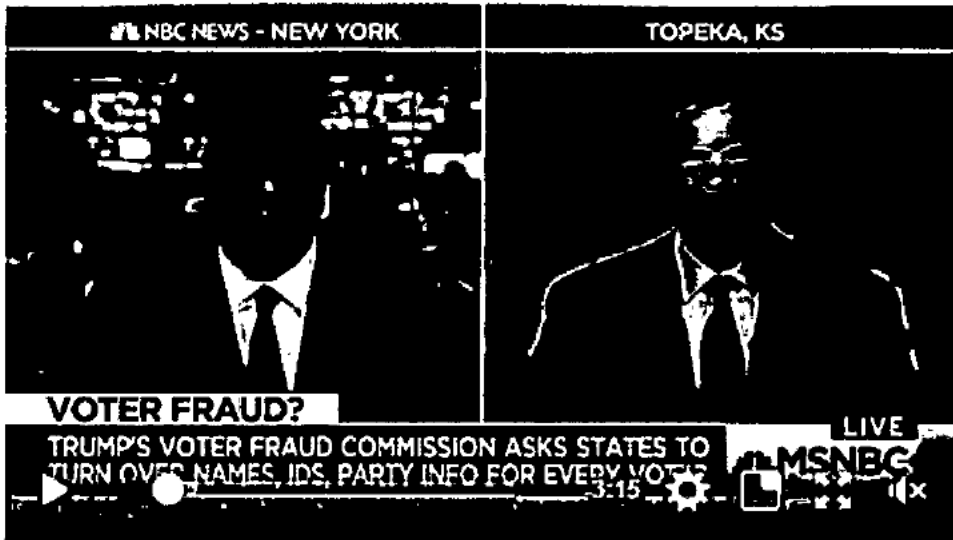 NBC NEWS - NEW YORK
TOPEKA, KS
VOTER FRAUD?
TRUMP'S VOTER FRAUD COMMISSION ASKS STATES TO
TURN OVER NAMES, IDS, PARTY INFO FOR EVERY
-3:15
LIVE
MSNBC